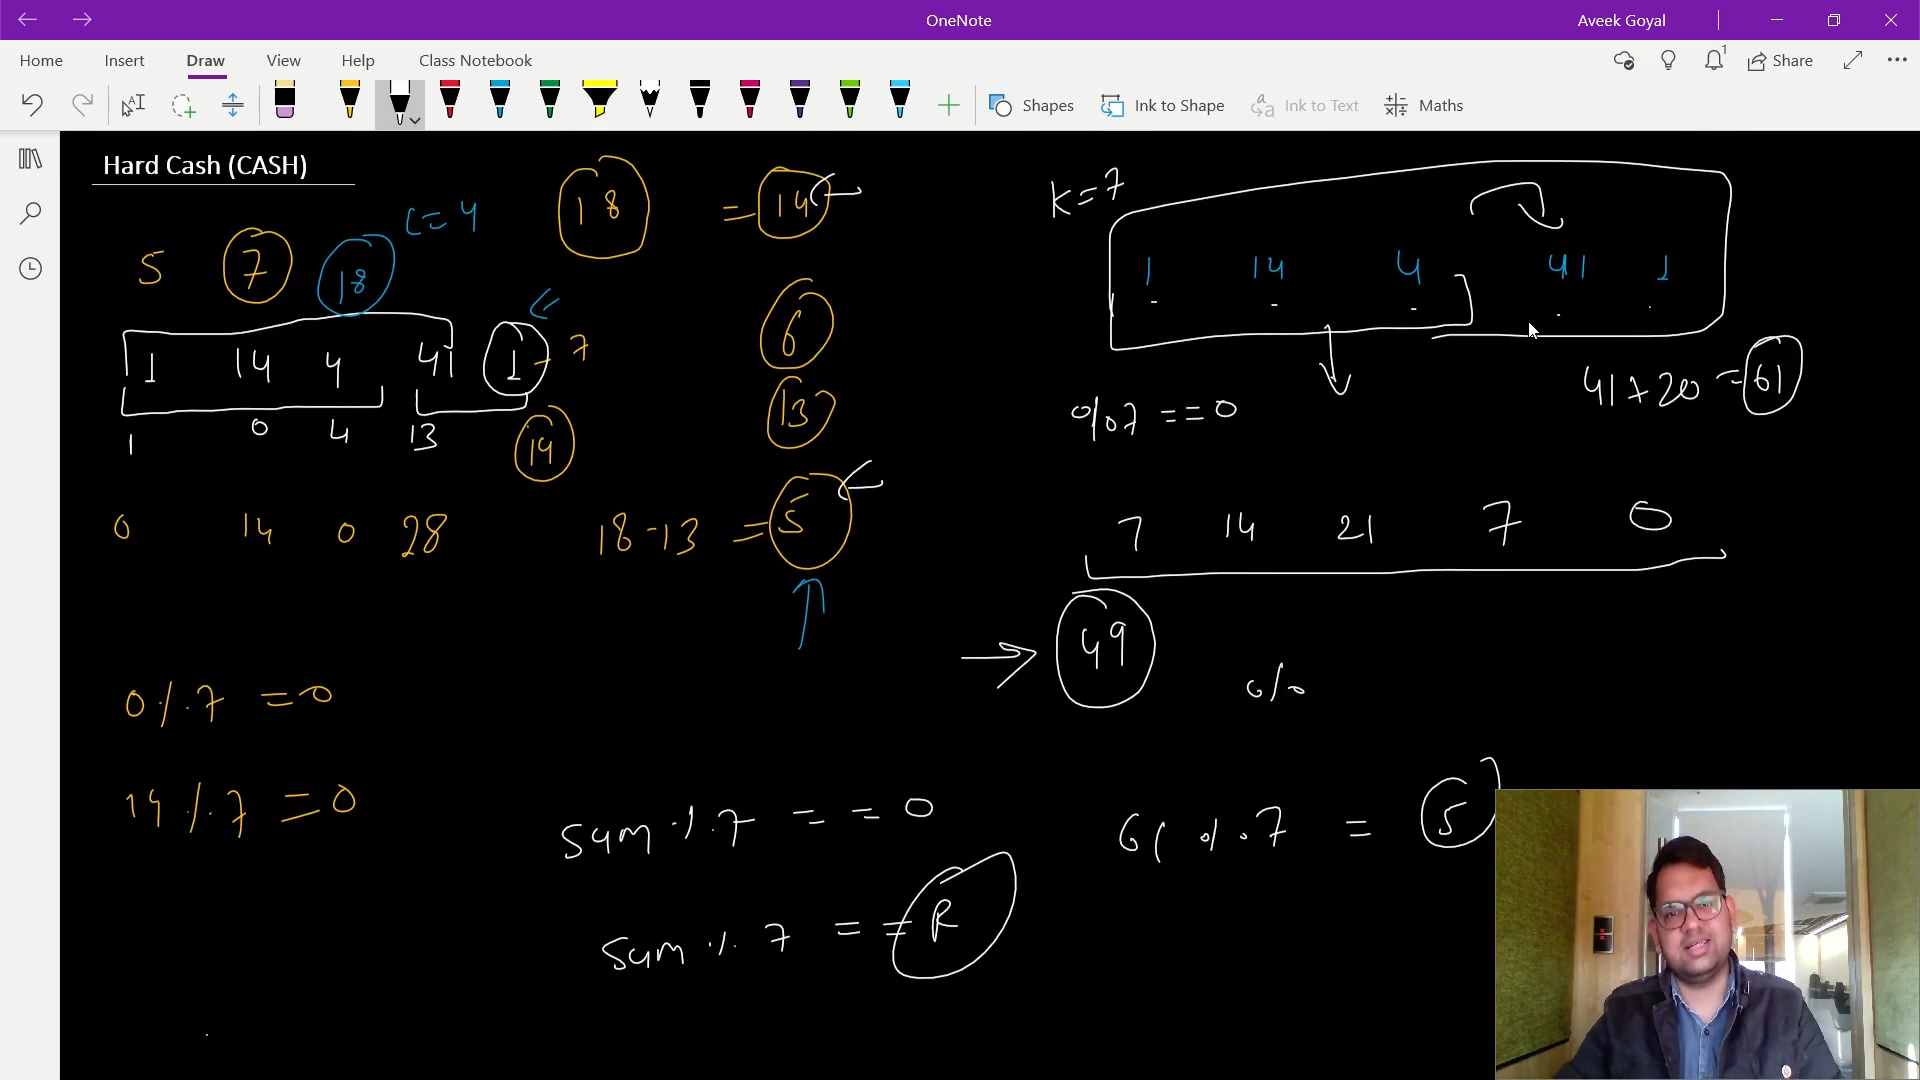 OneNote
Aveek Goyal
Home Insert Draw View Help Class Notebook
1
Share
Shapes Ink to Shape Ink to Text Maths
Hard Cash (CASH)
5 7 18 C=4
18 = 14
1 14 4 41 1 - 7
1 0 4 13 14
6
13
0 14 0 28
18-13 = 5
0 % 7 = 0
14 % 7 = 0
sum % 7 = = 0
sum % 7 = = R
K=7
1 14 4 41 1
41+20 = 61
%7 == 0
7 14 21 7 0
49
%
61 % 7 = 5